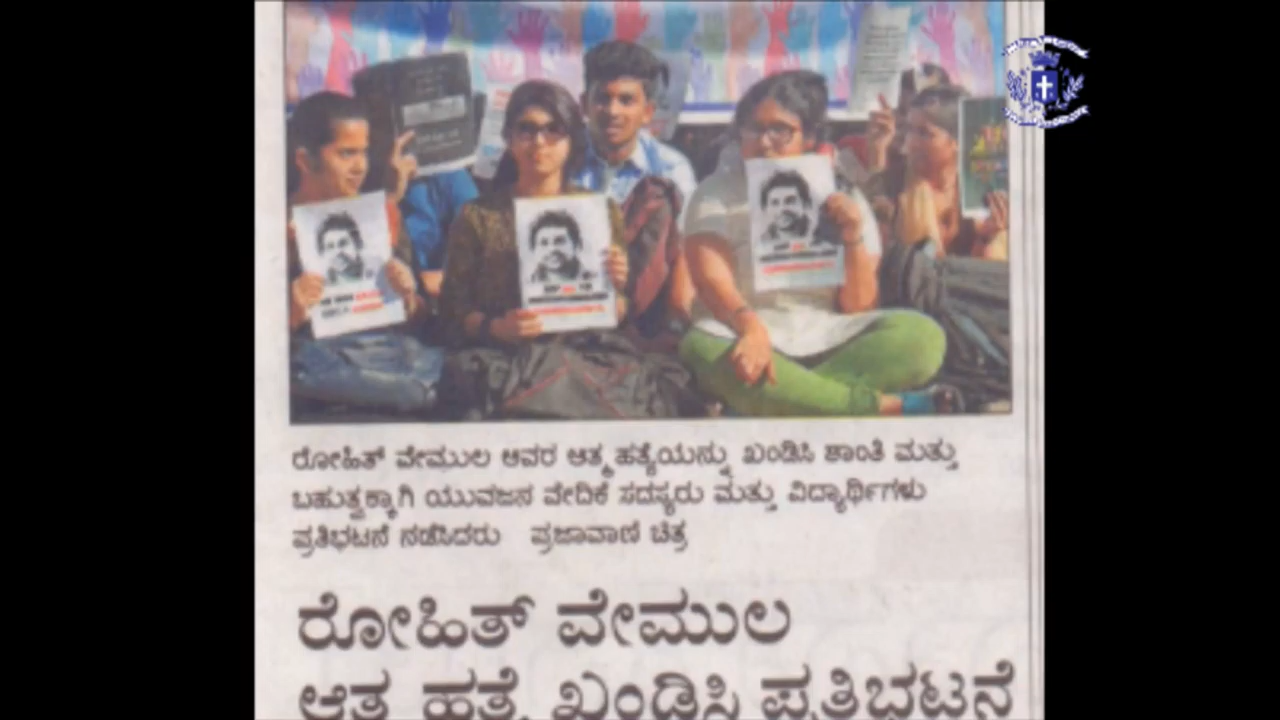 ರೋಹಿತ್ ವೇಮುಲ ಅವರ ಆತ್ಮಹತ್ಯೆಯನ್ನು ಖಂಡಿಸಿ ಶಾಂತಿ ಮತ್ತು
ಬಹುತ್ವಕ್ಕಾಗಿ ಯುವಜನ ವೇದಿಕೆ ಸದಸ್ಯರು ಮತ್ತು ವಿದ್ಯಾರ್ಥಿಗಳು
ಪ್ರತಿಭಟನೆ ನಡೆಸಿದರು ಪ್ರಜಾವಾಣಿ ಚಿತ್ರ
ರೋಹಿತ್ ವೇಮುಲ
ಆತ್ಮಹತ್ಯೆ ಖಂಡಿಸಿ ಪ್ರತಿಭಟನೆ